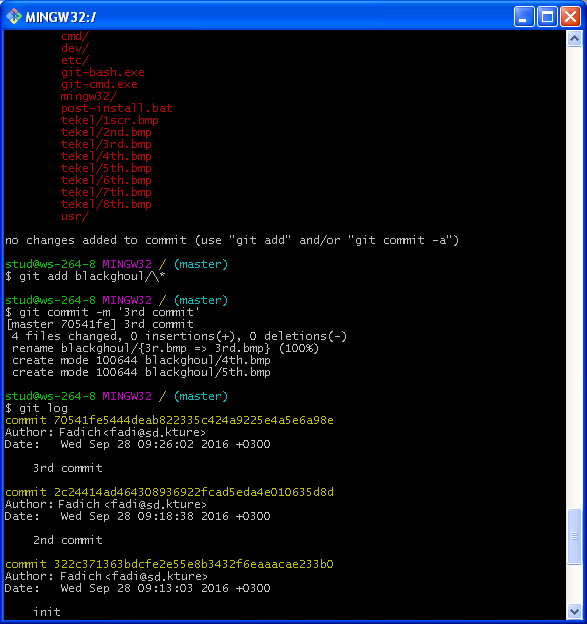 MINGW32:/
cmd/
dev/
etc/
git-bash.exe
git-cmd.exe
mingw32/
post-install.bat
tekel/1scr.bmp
tekel/2nd.bmp
tekel/3rd.bmp
tekel/4th.bmp
tekel/5th.bmp
tekel/6th.bmp
tekel/7th.bmp
tekel/8th.bmp
usr/
no changes added to commit (use "git add" and/or "git commit -a")
stud@ws-264-8 MINGW32 / (master)
$ git add blackghoul/\*
stud@ws-264-8 MINGW32 / (master)
$ git commit -m '3rd commit'
[master 70541fe] 3rd commit
4 files changed, 0 insertions(+), 0 deletions(-)
rename blackghoul/{3r.bmp => 3rd.bmp} (100%)
create mode 100644 blackghoul/4th.bmp
create mode 100644 blackghoul/5th.bmp
stud@ws-264-8 MINGW32 / (master)
$ git log
commit 70541fe5444deab822335c424a9225e4a5e6a98e
Author: Fadich <fadi@sd.kture>
Date: Wed Sep 28 09:26:02 2016 +0300
3rd commit
commit 2c24414ad464308936922fcad5eda4e010635d8d
Author: Fadich <fadi@sd.kture>
Date: Wed Sep 28 09:18:38 2016 +0300
2nd commit
commit 322c371363bdcfe2e55e8b3432f6eaaacae233b0
Author: Fadich <fadi@sd.kture>
Date: Wed Sep 28 09:13:03 2016 +0300
init